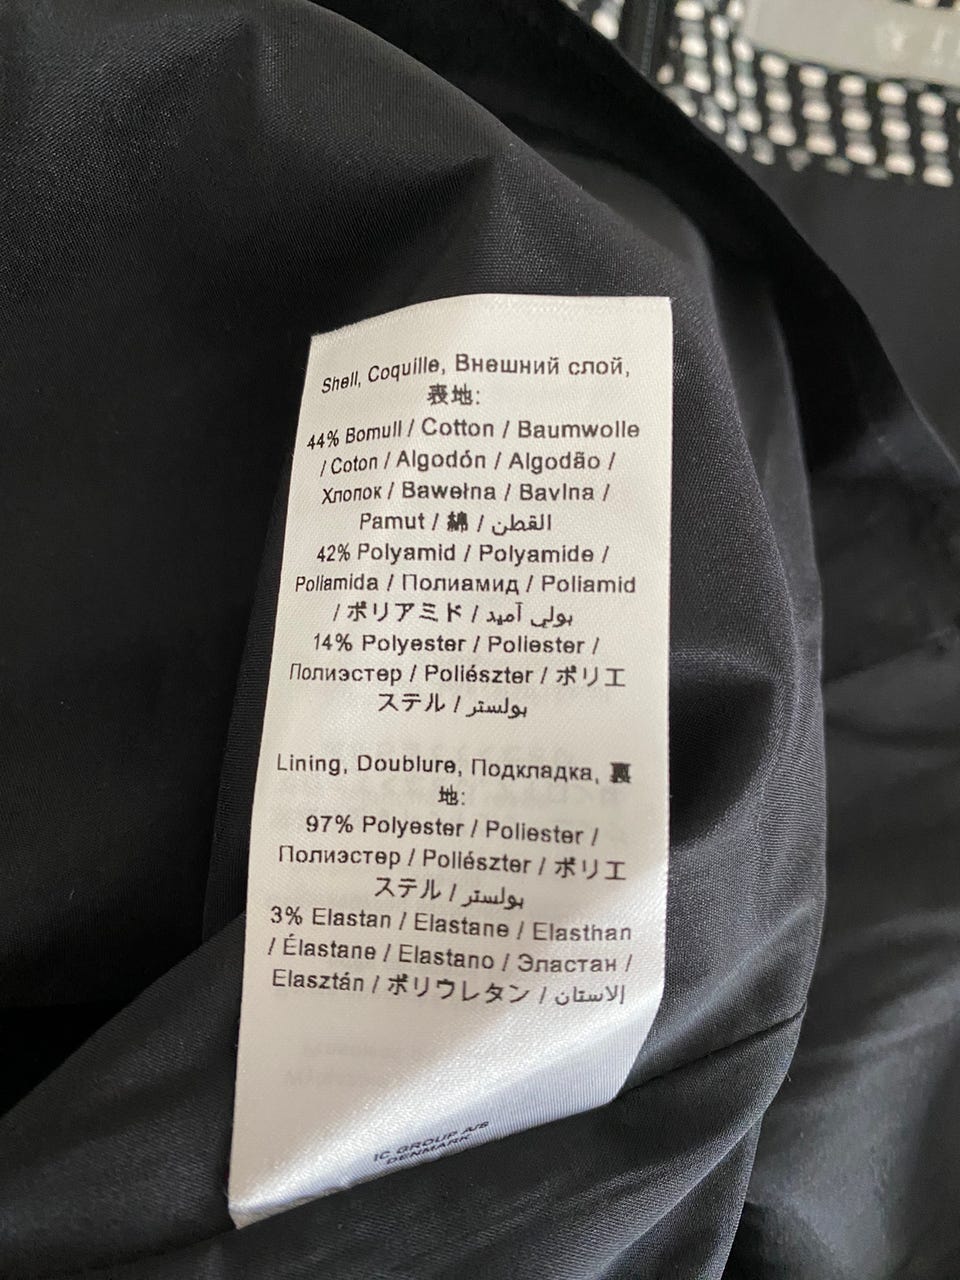 Shell, Coquille, Внешний слой,
表地:
44% Bomull / Cotton / Baumwolle
/ Coton / Algodón / Algodão /
Хлопок / Bawełna / Bavlna /
Pamut / 綿 / القطن
42% Polyamid / Polyamide /
Poliamida / Полиамид / Poliamid
/ ポリアミド / بولي آميد
14% Polyester / Poliester /
Полиэстер / Poliészter / ポリエ
ステル / بولستر
Lining, Doublure, Подкладка, 裏
地:
97% Polyester / Poliester /
Полиэстер / Poliészter / ポリエ
ステル / بولستر
3% Elastan / Elastane / Elasthan
/ Élastane / Elastano / Эластан /
Elasztán / ポリウレタン / الاستان
IC GROUP A/S
DENMARK